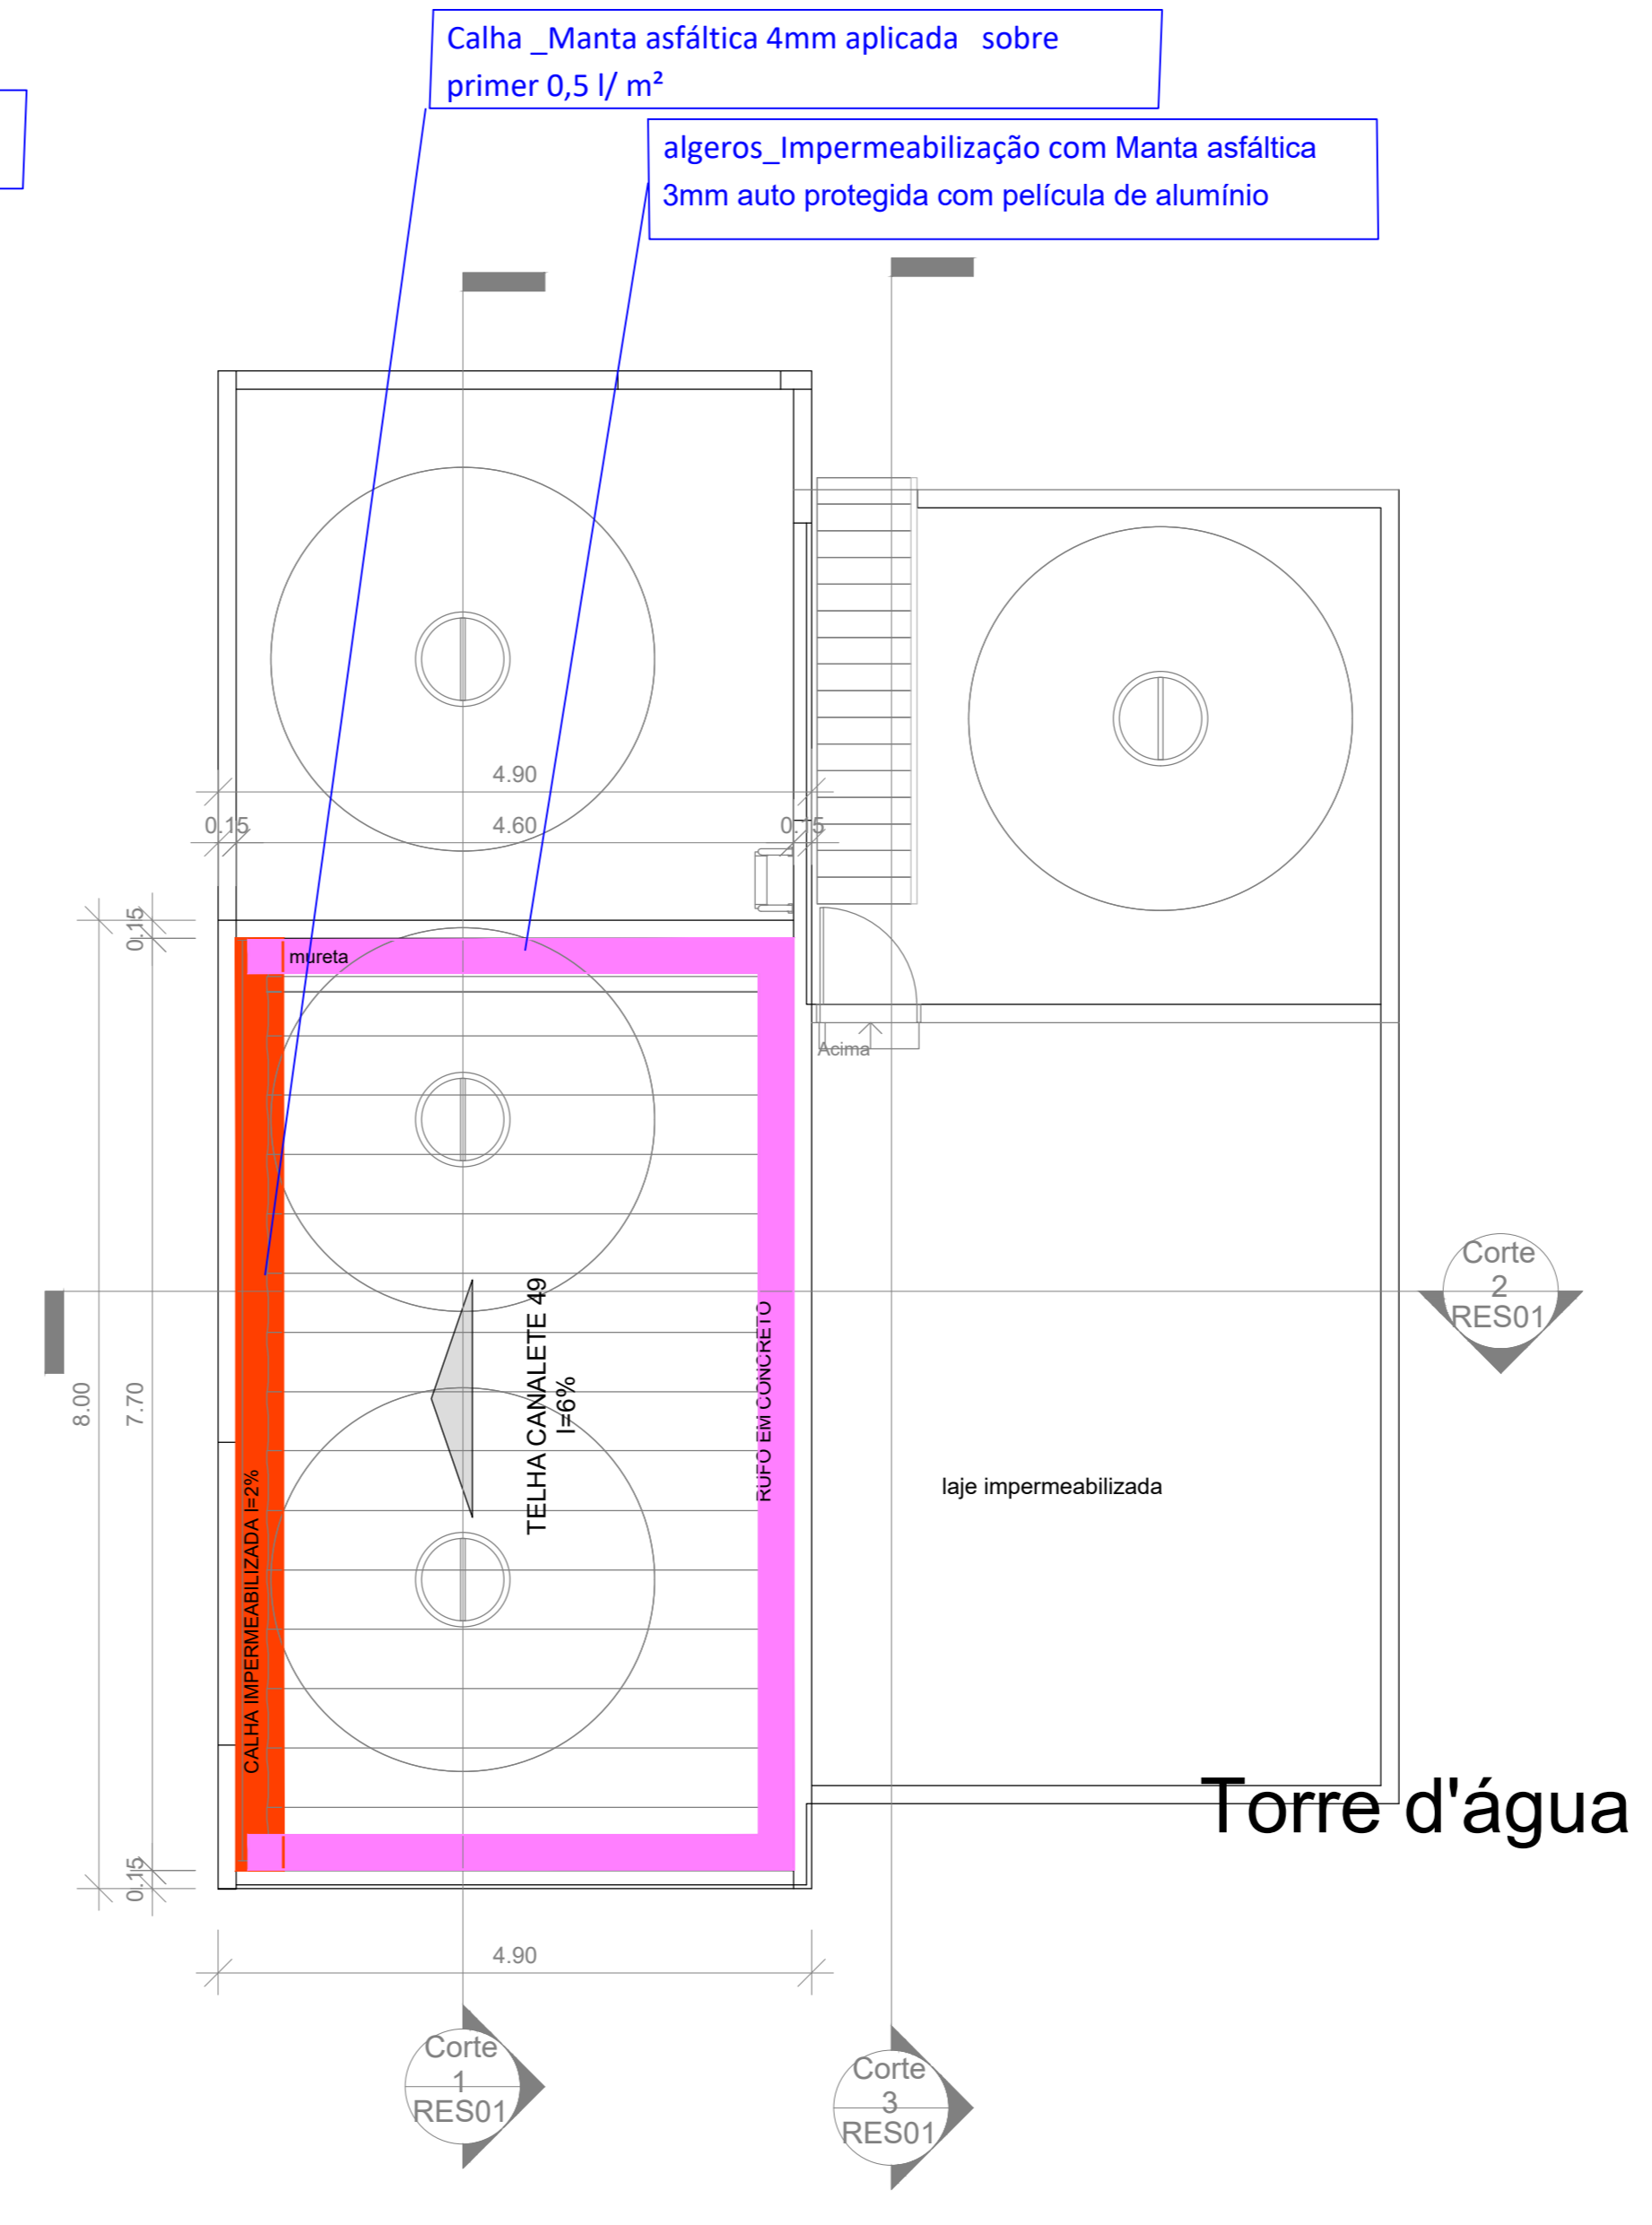 Calha _Manta asfáltica 4mm aplicada sobre
primer 0,5 l/ m²
algeros_Impermeabilização com Manta asfáltica
3mm auto protegida com película de alumínio
4.90
0.15
4.60
0.15
0.15
mureta
Acima
Corte
2
RES01
8.00
7.70
TELHA CANALETE 49
I=6%
RUFO EM CONCRETO
CALHA IMPERMEABILIZADA I=2%
laje impermeabilizada
Torre d'água
0.15
4.90
Corte
1
RES01
Corte
3
RES01